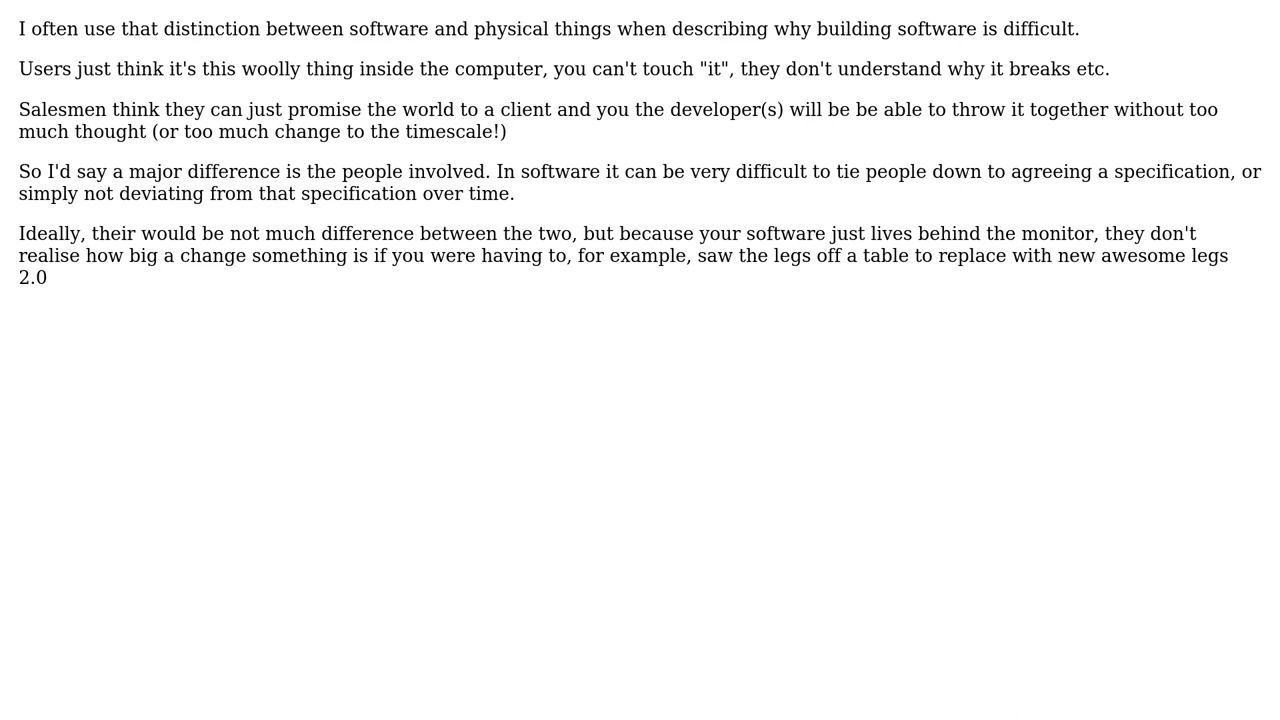 I often use that distinction between software and physical things when describing why building software is difficult.
Users just think it's this woolly thing inside the computer, you can't touch "it", they don't understand why it breaks etc.
Salesmen think they can just promise the world to a client and you the developer(s) will be be able to throw it together without too
much thought (or too much change to the timescale!)
So I'd say a major difference is the people involved. In software it can be very difficult to tie people down to agreeing a specification, or
simply not deviating from that specification over time.
Ideally, their would be not much difference between the two, but because your software just lives behind the monitor, they don't
realise how big a change something is if you were having to, for example, saw the legs off a table to replace with new awesome legs
2.0